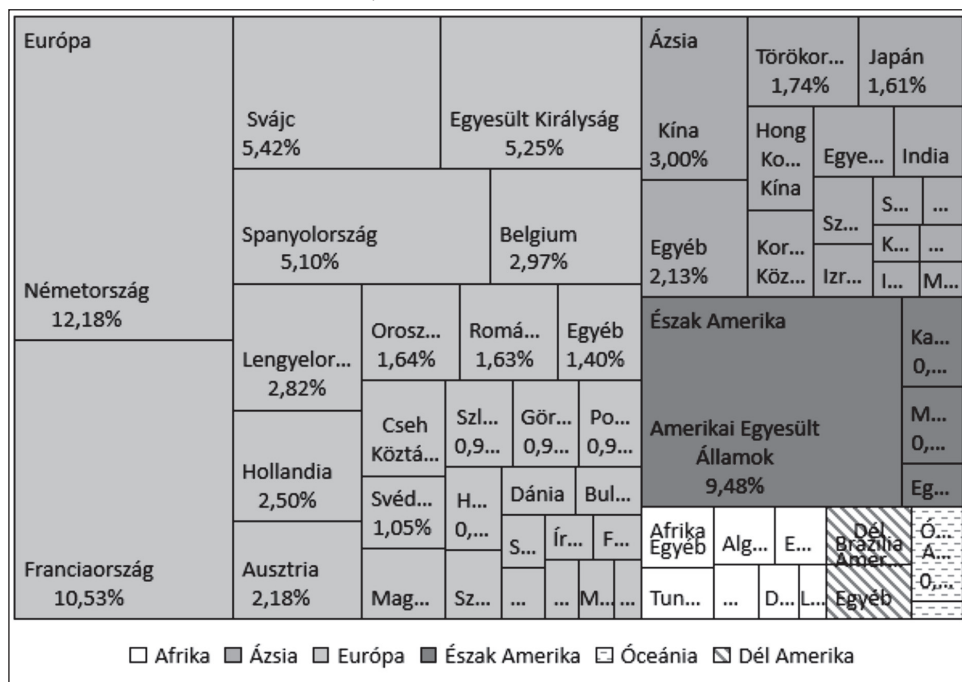 Európa
Németország
12,18%
Franciaország
10,53%
Svájc
5,42%
Egyesült Királyság
5,25%
Spanyolország
5,10%
Belgium
2,97%
Lengyelor...
2,82%
Hollandia
2,50%
Ausztria
2,18%
Orosz...
1,64%
Romá...
1,63%
Egyéb
1,40%
Cseh
Köztá...
Svéd...
1,05%
Mag...
Szl...
0,9...
Gör...
0,9...
Po...
0,9...
H...
0,...
Dánia
Bul...
S...
Ír...
F...
Sz...
...
...
M...
...
Ázsia
Kína
3,00%
Egyéb
2,13%
Törökor...
1,74%
Japán
1,61%
Hong
Ko...
Kína
Egye...
India
Kor...
Köz...
Sz...
Izr...
S...
...
K...
...
I...
M...
Észak Amerika
Amerikai Egyesült
Államok
9,48%
Ka...
0,...
M...
0,...
Eg...
Afrika
Egyéb
Alg...
E...
Tun...
...
D...
L...
Dél
Brazília
Amer...
Egyéb
Ó...
A...
0,...
Afrika
Ázsia
Európa
Észak Amerika
Óceánia
Dél Amerika